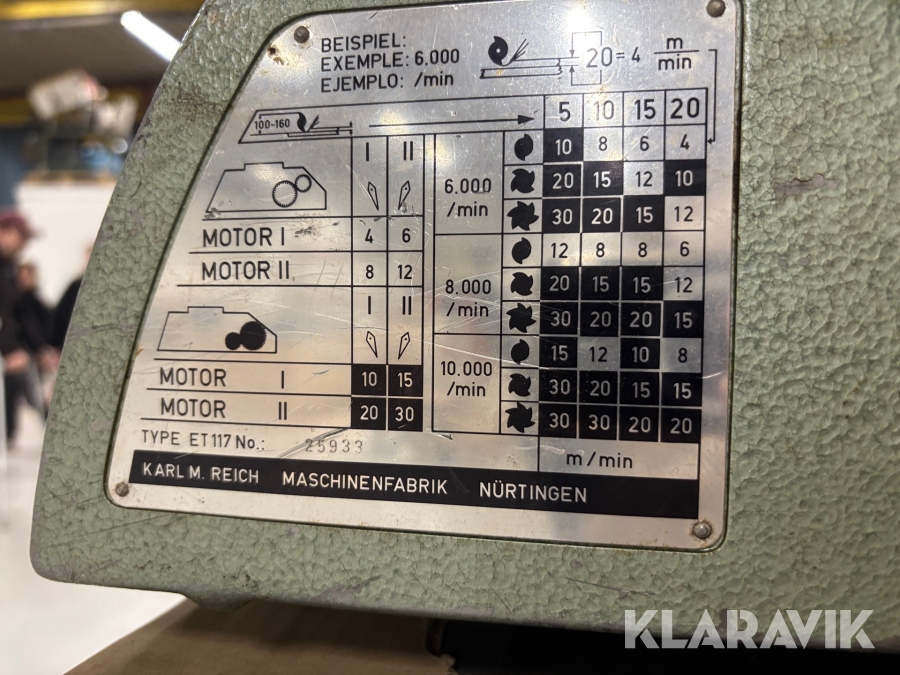 BEISPIEL:
EXEMPLE: 6.000
EJEMPLO: /min
20 = 4 m/min
100-160
5 10 15 20
I II
6.000 /min
10 8 6 4
20 15 12 10
30 20 15 12
MOTOR I 4 6
MOTOR II 8 12
8.000 /min
12 8 8 6
20 15 15 12
30 20 20 15
I II
10.000 /min
15 12 10 8
30 20 15 15
30 30 20 20
MOTOR I 10 15
MOTOR II 20 30
m/min
TYPE ET117 No.: 25933
KARL M. REICH MASCHINENFABRIK NÜRTINGEN
KLARAVIK